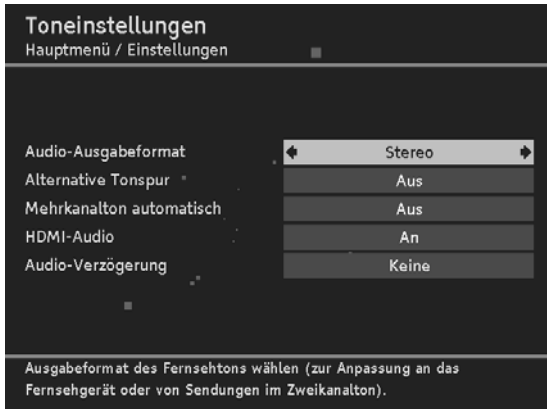 Toneinstellungen
Hauptmenü / Einstellungen
Audio-Ausgabeformat Stereo
Alternative Tonspur Aus
Mehrkanalton automatisch Aus
HDMI-Audio An
Audio-Verzögerung Keine
Ausgabeformat des Fernsehtons wählen (zur Anpassung an das
Fernsehgerät oder von Sendungen im Zweikanalton).